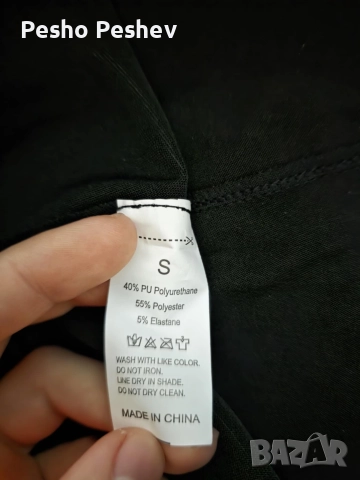 Pesho Peshev
S
40% PU Polyurethane
55% Polyester
5% Elastane
WASH WITH LIKE COLOR.
DO NOT IRON.
LINE DRY IN SHADE.
DO NOT DRY CLEAN.
MADE IN CHINA
BAZAR